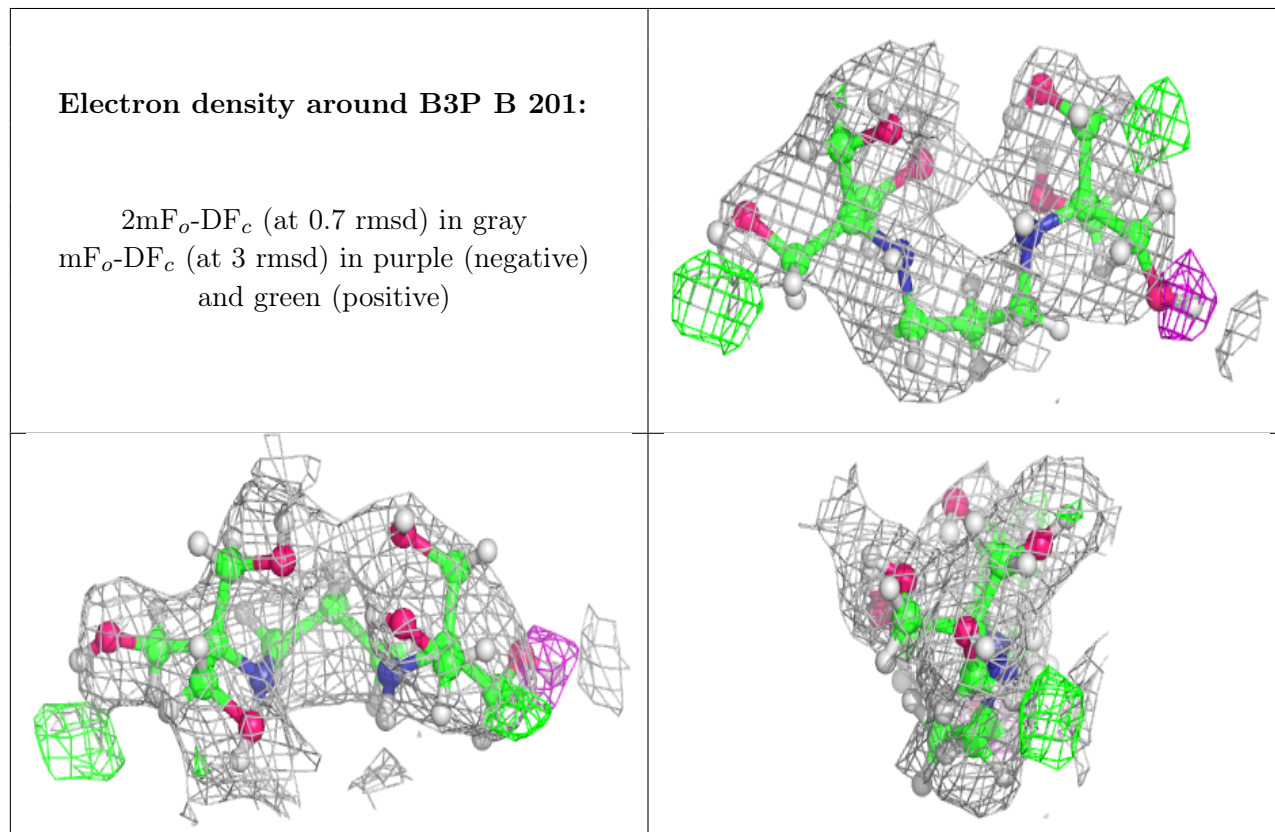 Electron density around B3P B 201:
2mFo-DFc (at 0.7 rmsd) in gray
mFo-DFc (at 3 rmsd) in purple (negative)
and green (positive)